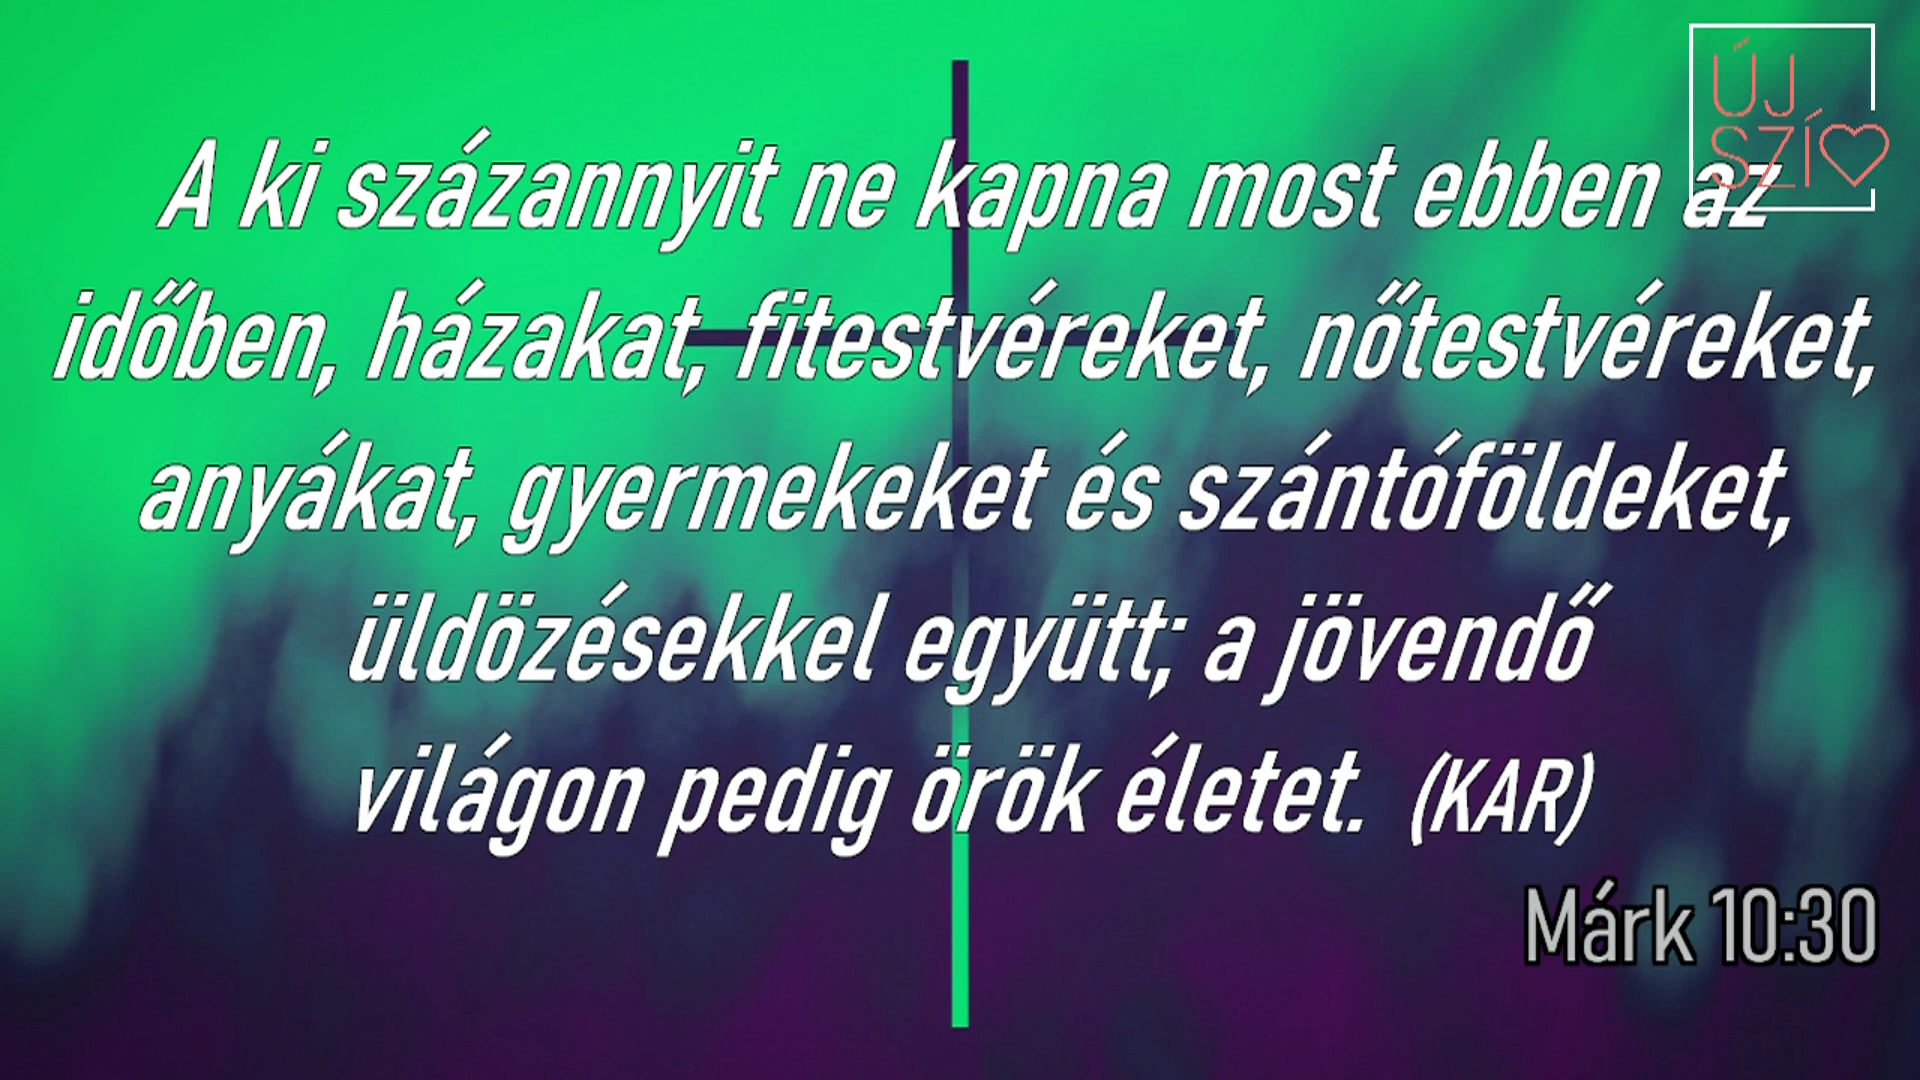 ÚJ
SZÍ
A ki százannyit ne kapna most ebben az
időben, házakat, fitestvéreket, nőtestvéreket,
anyákat, gyermekeket és szántóföldeket,
üldözésekkel együtt; a jövendő
világon pedig örök életet. (KAR)
Márk 10:30